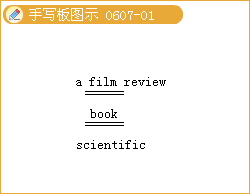 手写板图示 0607-01
a film review
book
scientific